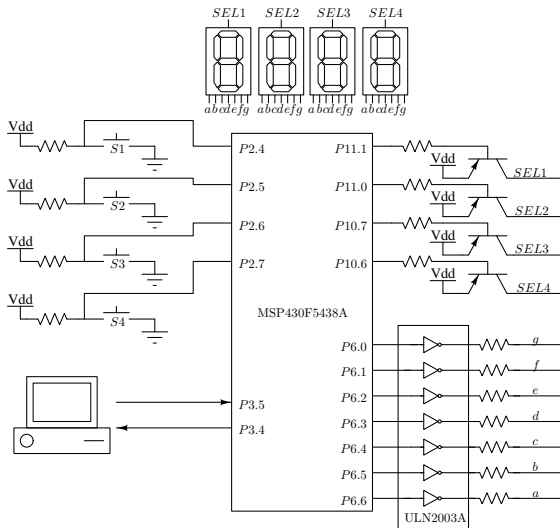 SEL1 SEL2 SEL3 SEL4
abcdefg abcdefg abcdefg abcdefg
Vdd
S1
P2.4
P11.1
Vdd
SEL1
Vdd
S2
P2.5
P11.0
Vdd
SEL2
Vdd
S3
P2.6
P10.7
Vdd
SEL3
Vdd
S4
P2.7
P10.6
Vdd
SEL4
MSP430F5438A
P6.0 g
P6.1 f
P6.2 e
P6.3 d
P3.5
P3.4
P6.4 c
P6.5 b
P6.6 a
ULN2003A